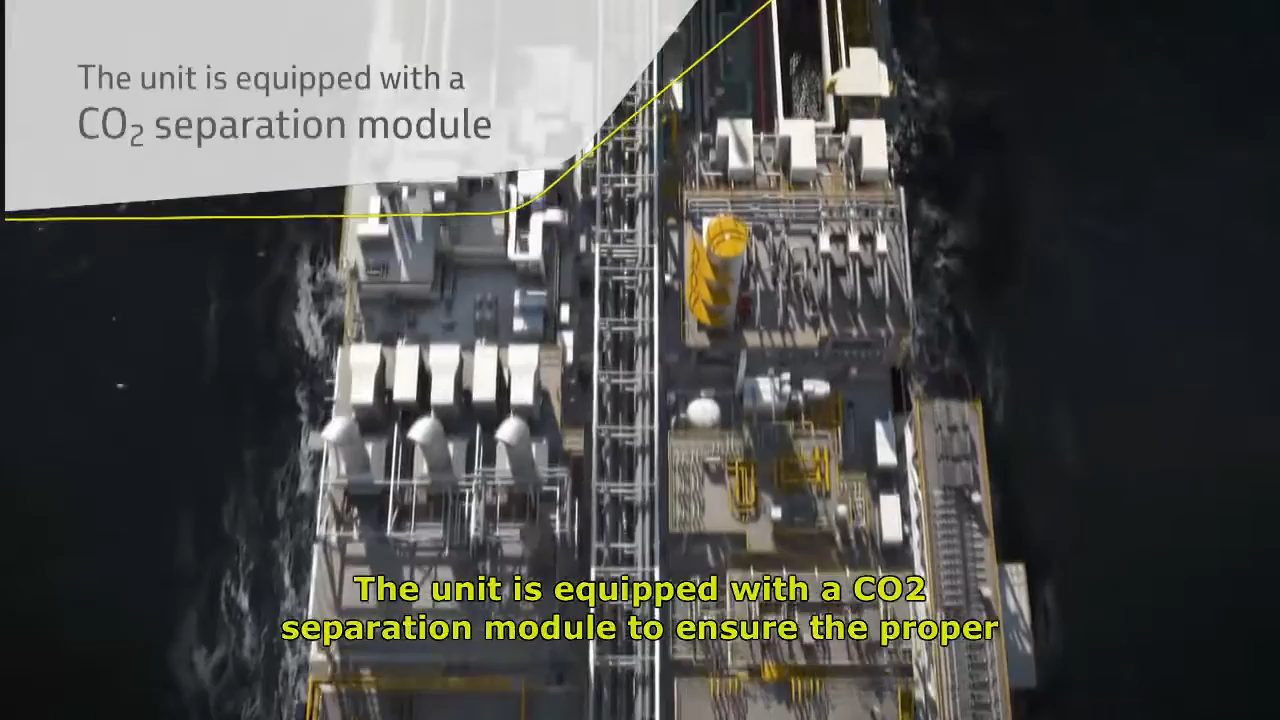 The unit is equipped with a
CO₂ separation module
The unit is equipped with a CO2
separation module to ensure the proper